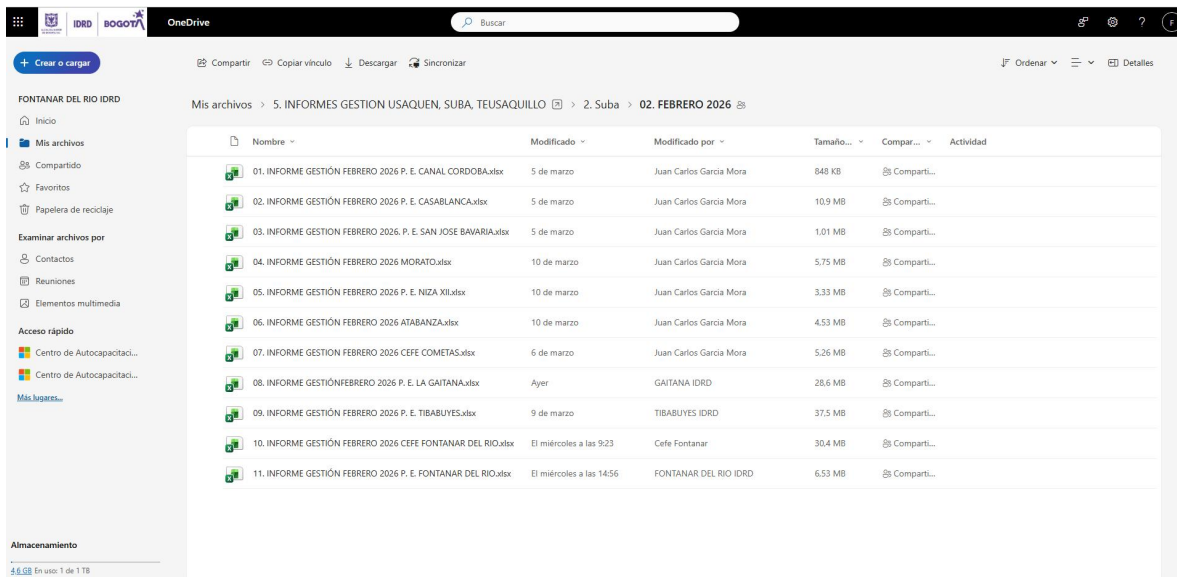 IDRD BOGOTÁ OneDrive Buscar ? F
+ Crear o cargar
Compartir Copiar vínculo Descargar Sincronizar Ordenar Detalles
FONTANAR DEL RIO IDRD
Inicio
Mis archivos
Compartido
Favoritos
Papelera de reciclaje
Examinar archivos por
Contactos
Reuniones
Elementos multimedia
Acceso rápido
Centro de Autocapacitaci...
Centro de Autocapacitaci...
Más lugares...
Almacenamiento
4,6 GB En uso: 1 de 1 TB
Mis archivos > 5. INFORMES GESTION USAQUEN, SUBA, TEUSAQUILLO > 2. Suba > 02. FEBRERO 2026
Nombre Modificado Modificado por Tamaño... Compar... Actividad
01. INFORME GESTIÓN FEBRERO 2026 P. E. CANAL CORDOBA.xlsx 5 de marzo Juan Carlos Garcia Mora 848 KB Comparti...
02. INFORME GESTIÓN FEBRERO 2026 P. E. CASABLANCA.xlsx 5 de marzo Juan Carlos Garcia Mora 10,9 MB Comparti...
03. INFORME GESTIÓN FEBRERO 2026. P. E. SAN JOSE BAVARIA.xlsx 5 de marzo Juan Carlos Garcia Mora 1,01 MB Comparti...
04. INFORME GESTIÓN FEBRERO 2026 MORATO.xlsx 10 de marzo Juan Carlos Garcia Mora 5,75 MB Comparti...
05. INFORME GESTIÓN FEBRERO 2026 P. E. NIZA XII.xlsx 10 de marzo Juan Carlos Garcia Mora 3,33 MB Comparti...
06. INFORME GESTIÓN FEBRERO 2026 ATABANZA.xlsx 10 de marzo Juan Carlos Garcia Mora 4,53 MB Comparti...
07. INFORME GESTION FEBRERO 2026 CEFE COMETAS.xlsx 6 de marzo Juan Carlos Garcia Mora 5.26 MB Comparti...
08. INFORME GESTIÓNFEBRERO 2026 P. E. LA GAITANA.xlsx Ayer GAITANA IDRD 28,6 MB Comparti...
09. INFORME GESTIÓN FEBRERO 2026 P. E. TIBABUYES.xlsx 9 de marzo TIBABUYES IDRD 37,5 MB Comparti...
10. INFORME GESTIÓN FEBRERO 2026 CEFE FONTANAR DEL RIO.xlsx El miércoles a las 9:23 Cefe Fontanar 30,4 MB Comparti...
11. INFORME GESTIÓN FEBRERO 2026 P. E. FONTANAR DEL RIO.xlsx El miércoles a las 14:56 FONTANAR DEL RIO IDRD 6.53 MB Comparti...